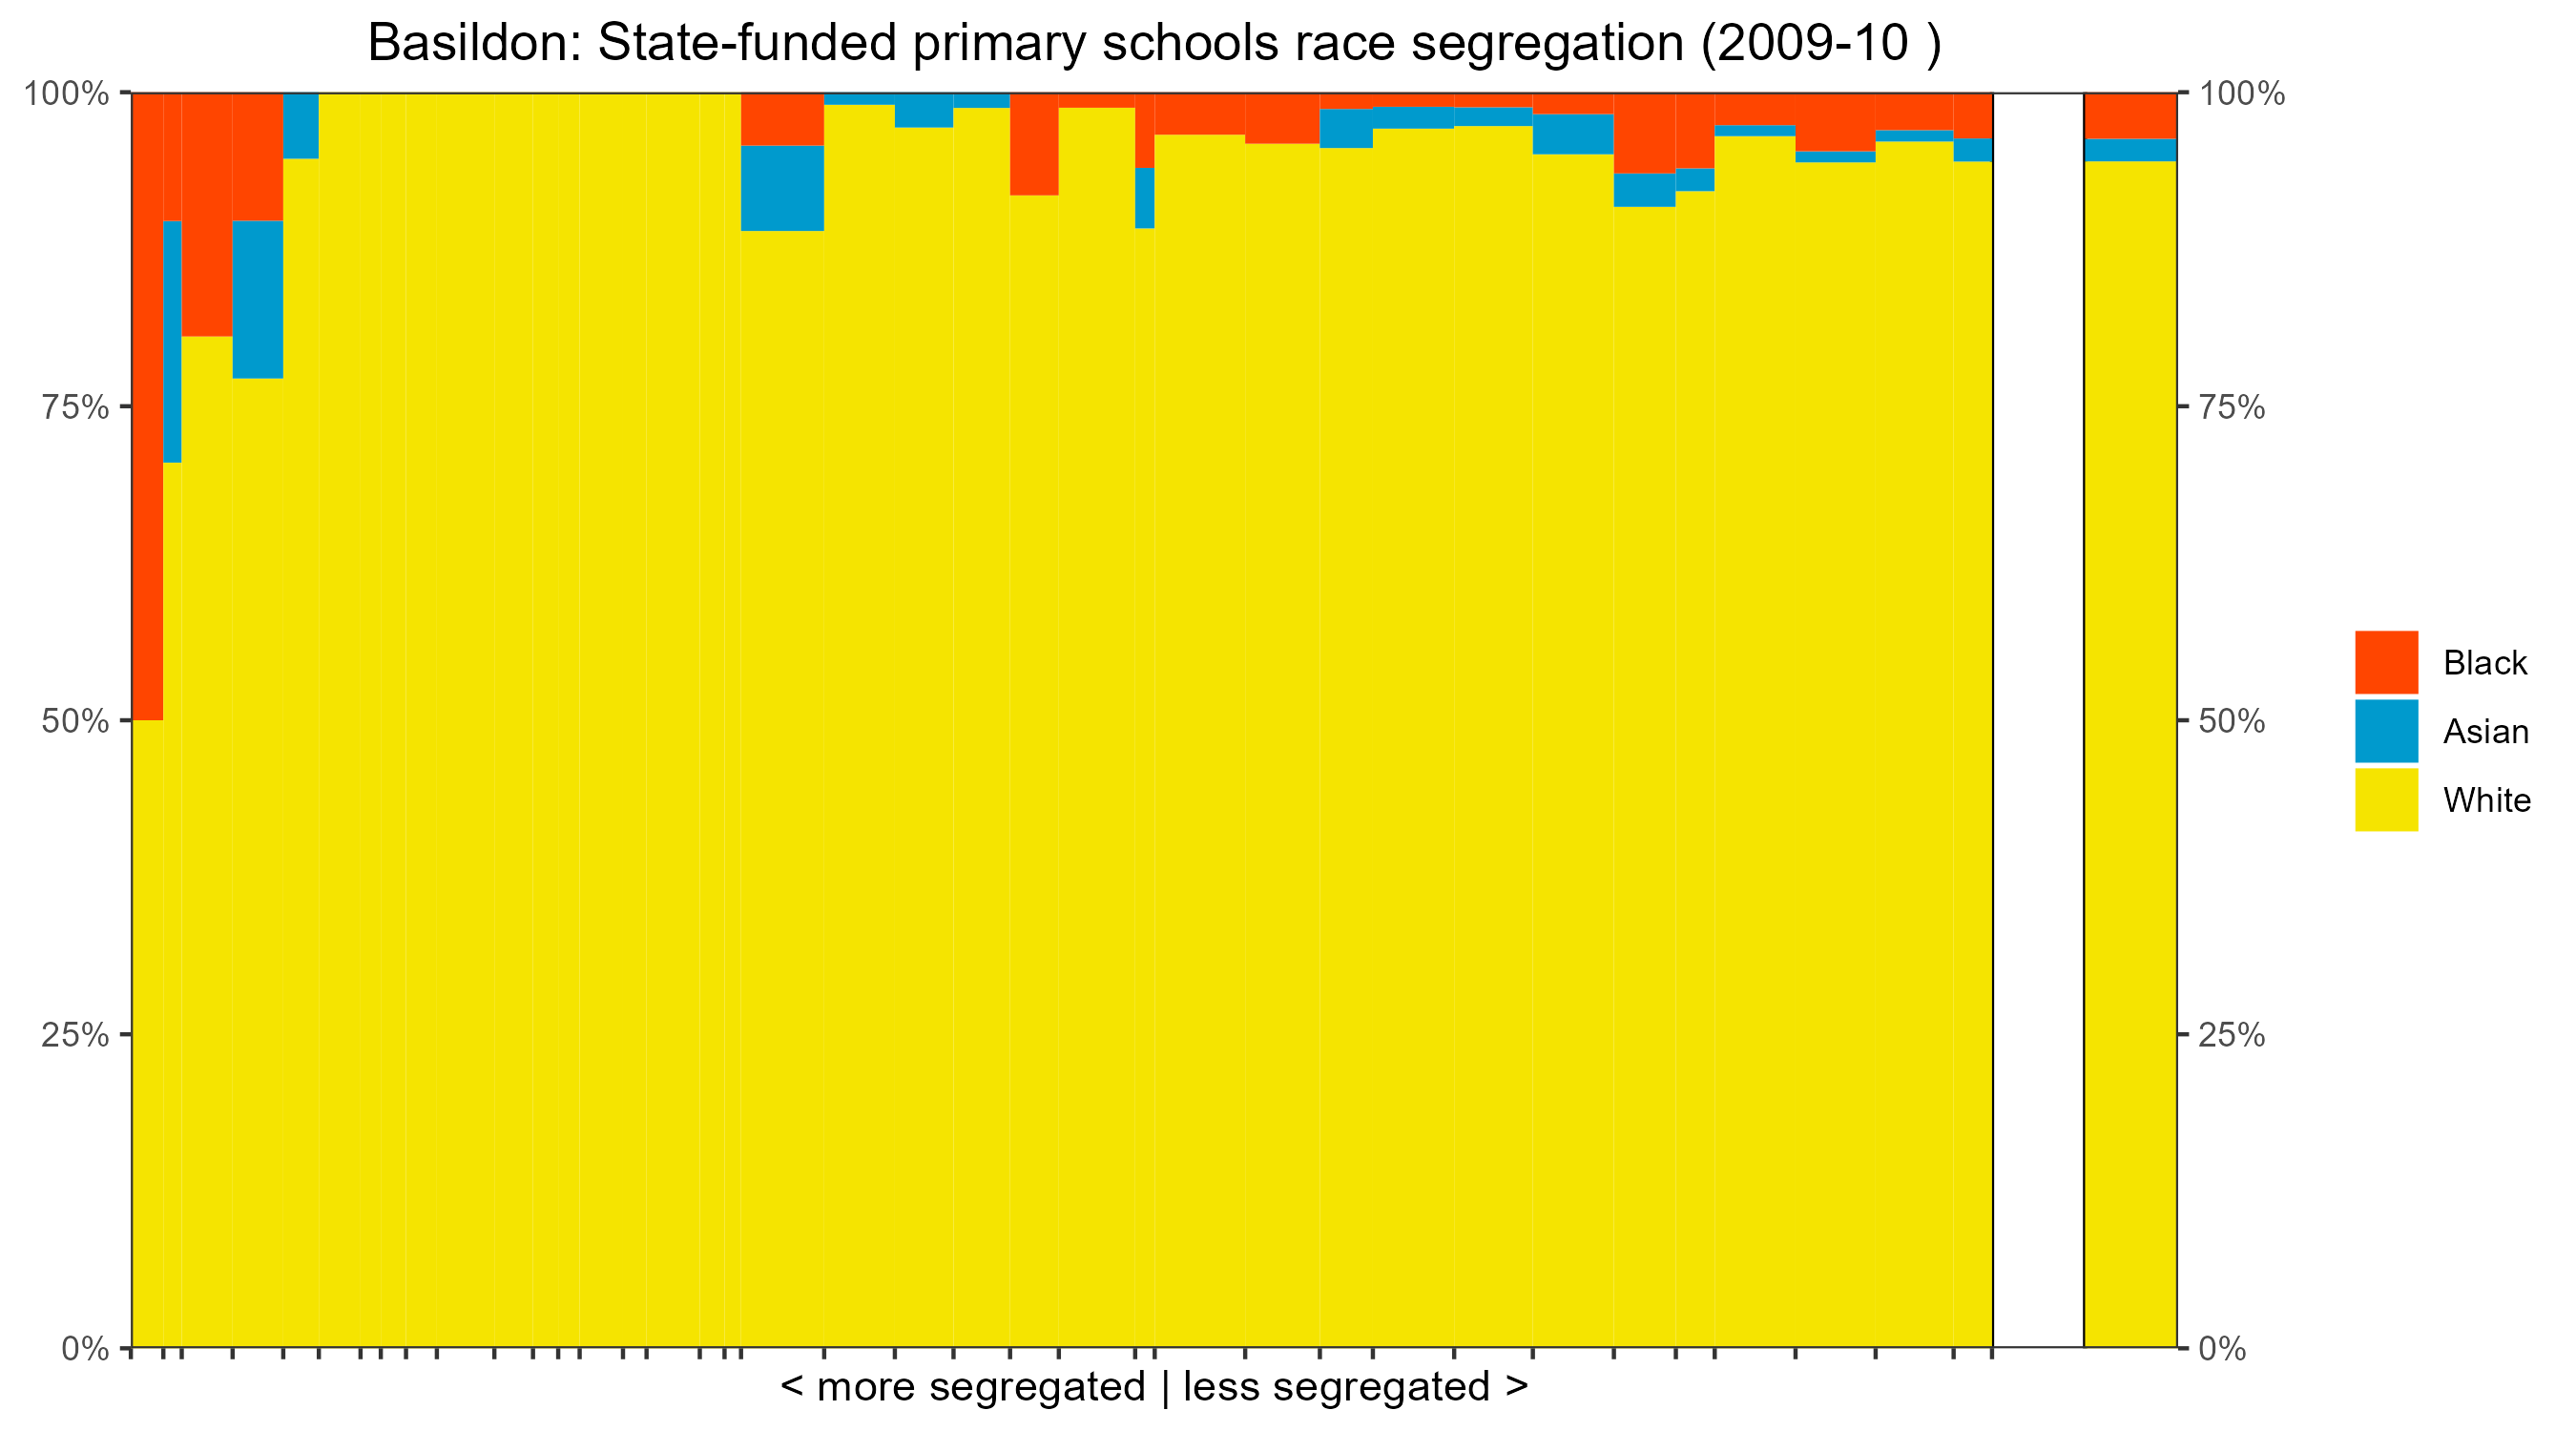 Basildon: State-funded primary schools race segregation (2009-10 )
100%
75%
50%
25%
0%
100%
75%
50%
25%
0%
Black
Asian
White
< more segregated | less segregated >